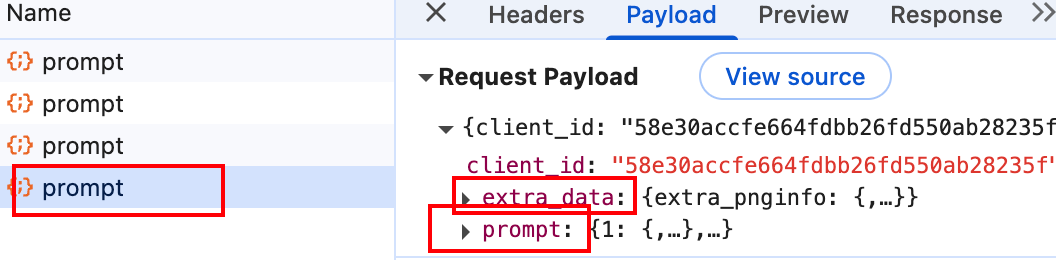 Name
prompt
prompt
prompt
prompt
Headers Payload Preview Response
Request Payload View source
{client_id: "58e30accfe664fdbb26fd550ab28235f
client_id: "58e30accfe664fdbb26fd550ab28235f"
extra_data: {extra_pnginfo: {,…}}
prompt: {1: {,…},…}